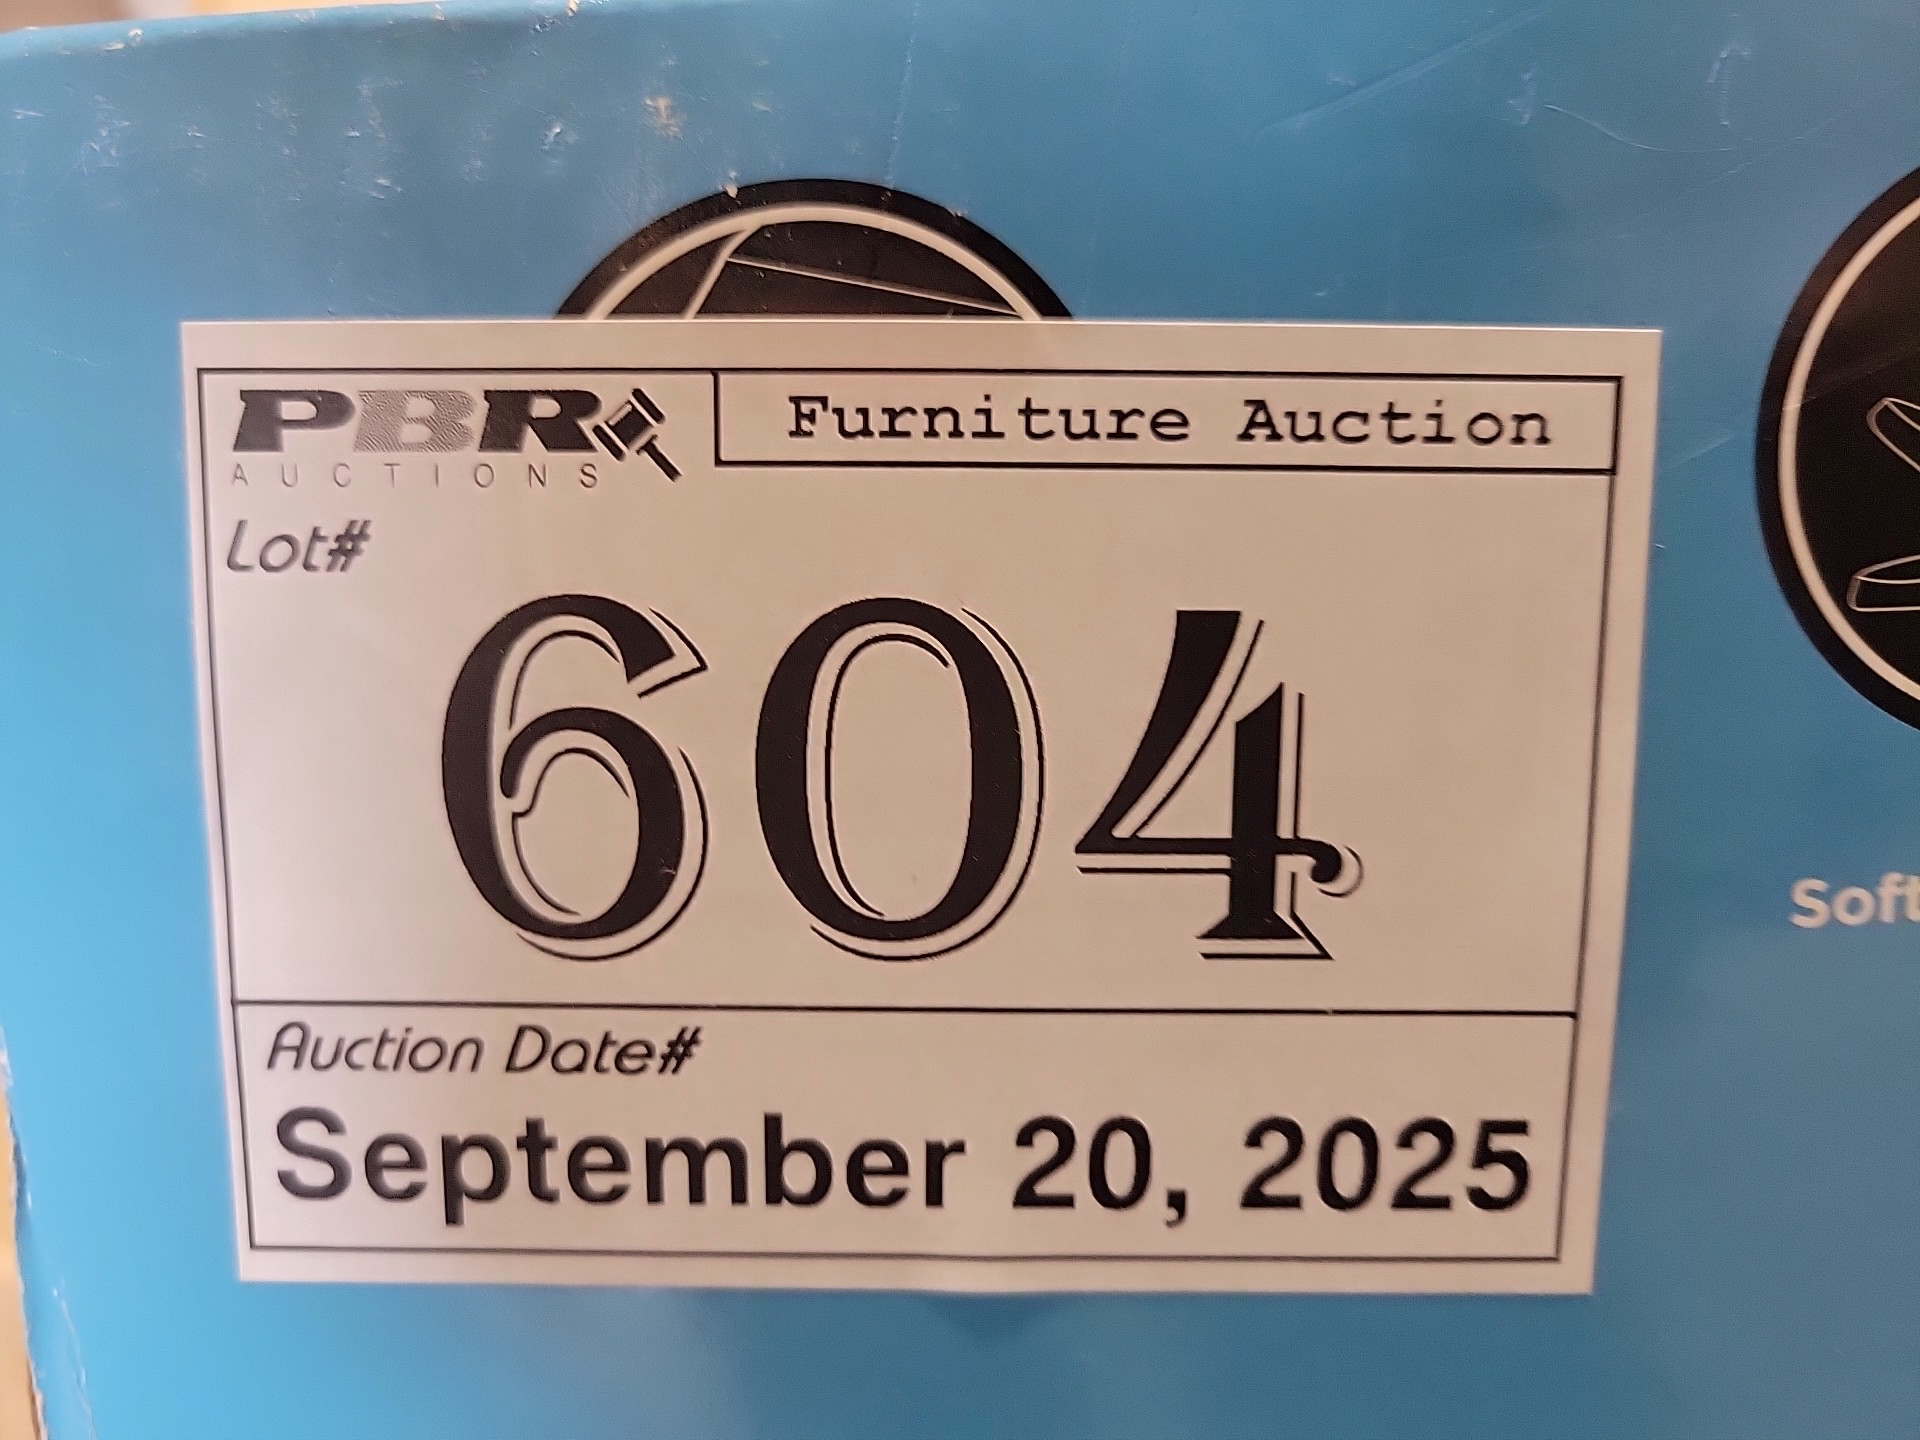 PBR
AUCTIONS
Furniture Auction
Lot#
604
Auction Date#
September 20, 2025
Soft